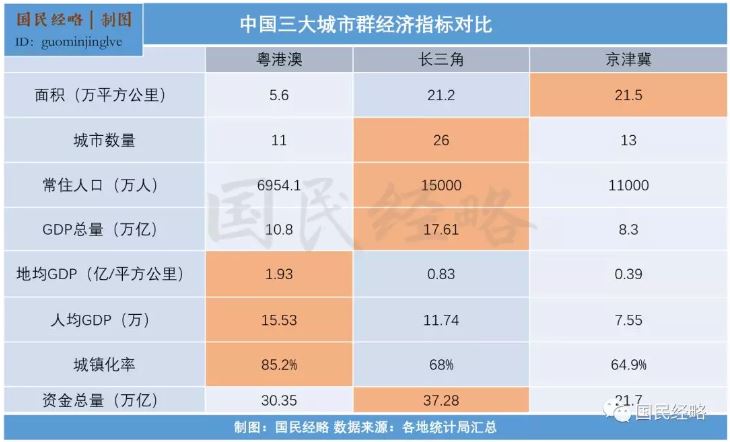 国民经略 | 制图
ID: guominjinglve
中国三大城市群经济指标对比
粤港澳 长三角 京津冀
面积（万平方公里） 5.6 21.2 21.5
城市数量 11 26 13
常住人口（万人） 6954.1 15000 11000
GDP总量（万亿） 10.8 17.61 8.3
地均GDP（亿/平方公里） 1.93 0.83 0.39
人均GDP（万） 15.53 11.74 7.55
城镇化率 85.2% 68% 64.9%
资金总量（万亿） 30.35 37.28 21.7
制图：国民经略 数据来源：各地统计局汇总
国民经略
国民经略